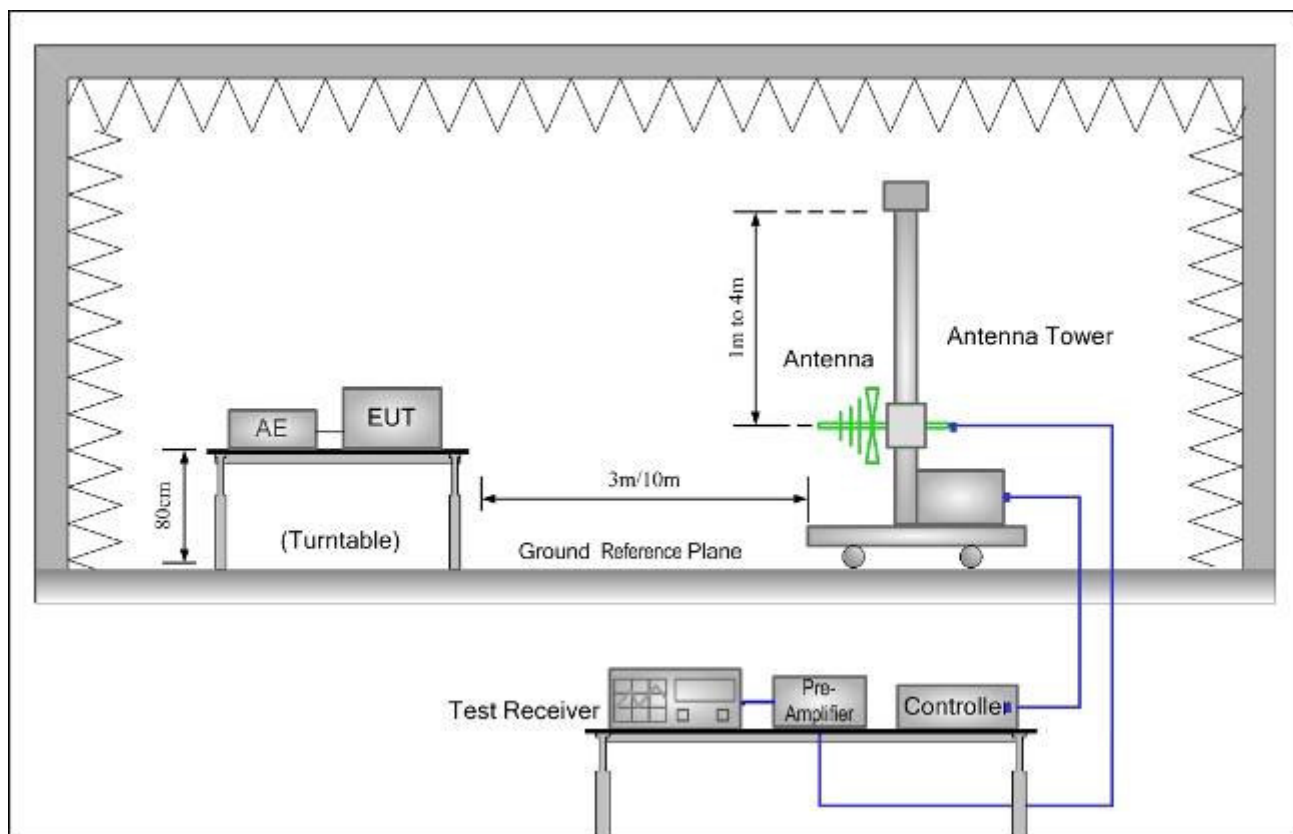 1m to 4m
Antenna Tower
Antenna
AE
EUT
3m/10m
80cm
(Turntable)
Ground Reference Plane
Test Receiver
Pre-
Amplifier
Controller